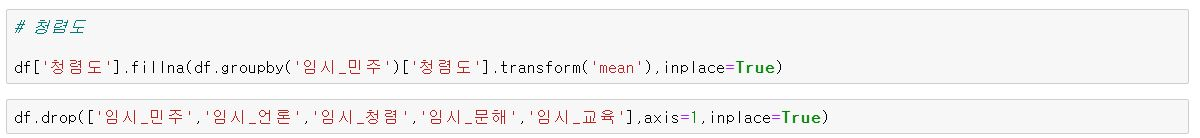 # 청렴도
df['청렴도'].fillna(df.groupby('임시_민주')['청렴도'].transform('mean'),inplace=True)
df.drop(['임시_민주','임시_언론','임시_청렴','임시_문해','임시_교육'],axis=1,inplace=True)